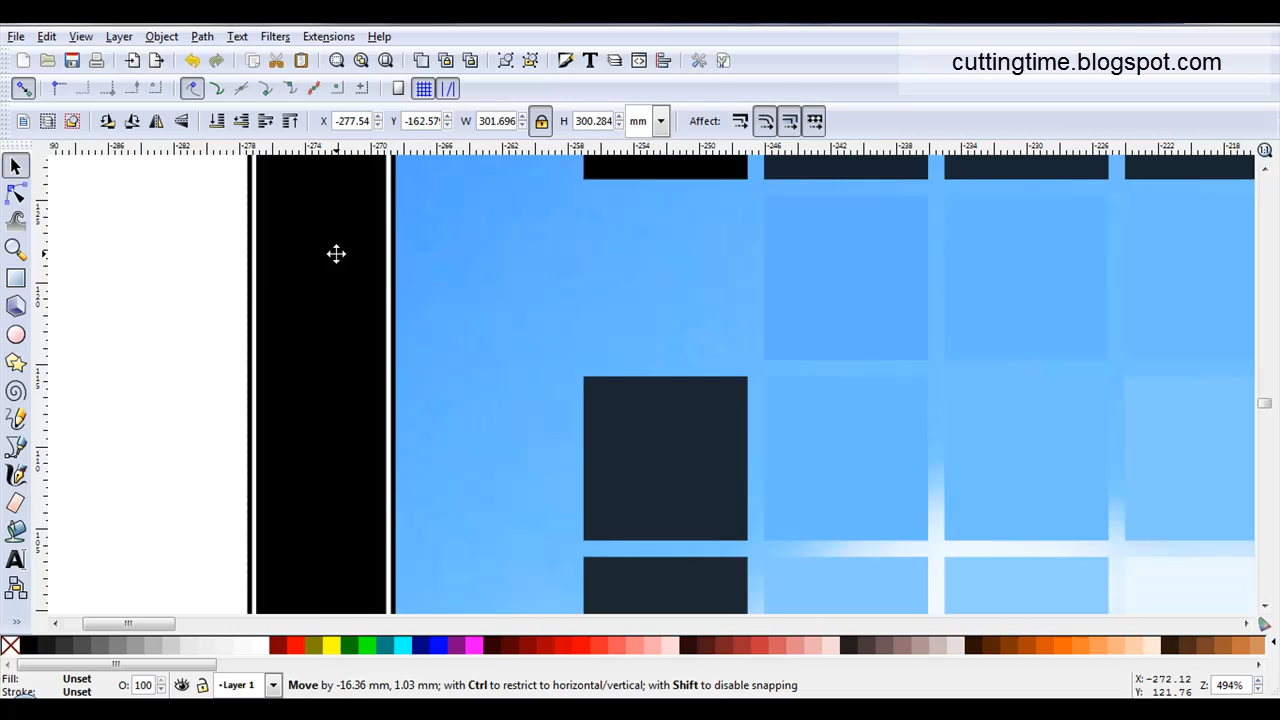 File Edit View Layer Object Path Text Filters Extensions Help
cuttingtime.blogspot.com
X -277.54 Y -162.57 W 301.696 H 300.284 mm Affect:
Fill: Unset
Stroke: Unset
O: 100
Layer 1
Move by -16.36 mm, 1.03 mm; with Ctrl to restrict to horizontal/vertical; with Shift to disable snapping
X: -272.12
Y: 121.76
Z: 494%